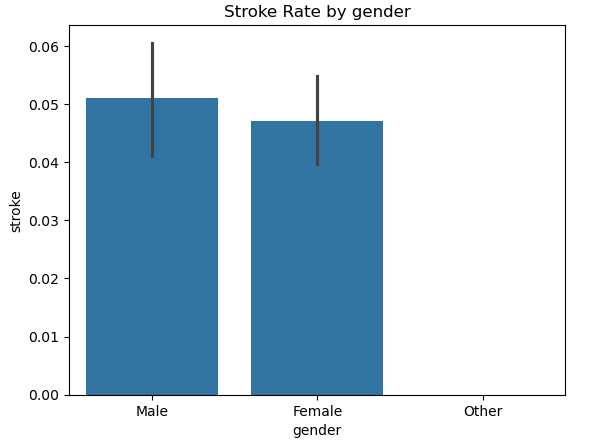 Stroke Rate by gender
0.06
0.05
0.04
0.03
0.02
0.01
0.00
stroke
Male Female Other
gender